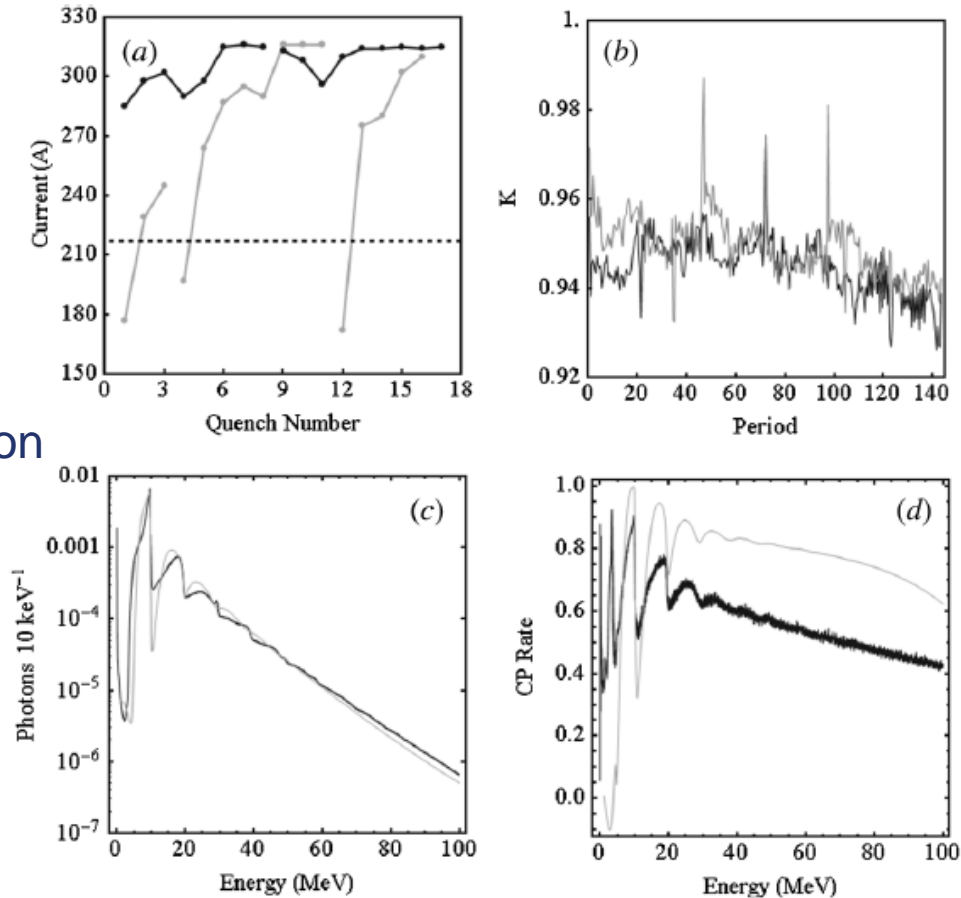 330
300
270
240
210
180
150
Current (A)
(a)
0 3 6 9 12 15 18
Quench Number
1.
0.98
0.96
0.94
0.92
K
(b)
0 20 40 60 80 100 120 140
Period
on
0.01
0.001
10⁻⁴
10⁻⁵
10⁻⁶
10⁻⁷
Photons 10 keV⁻¹
(c)
0 20 40 60 80 100
Energy (MeV)
1.0
0.8
0.6
0.4
0.2
0.0
CP Rate
(d)
0 20 40 60 80 100
Energy (MeV)